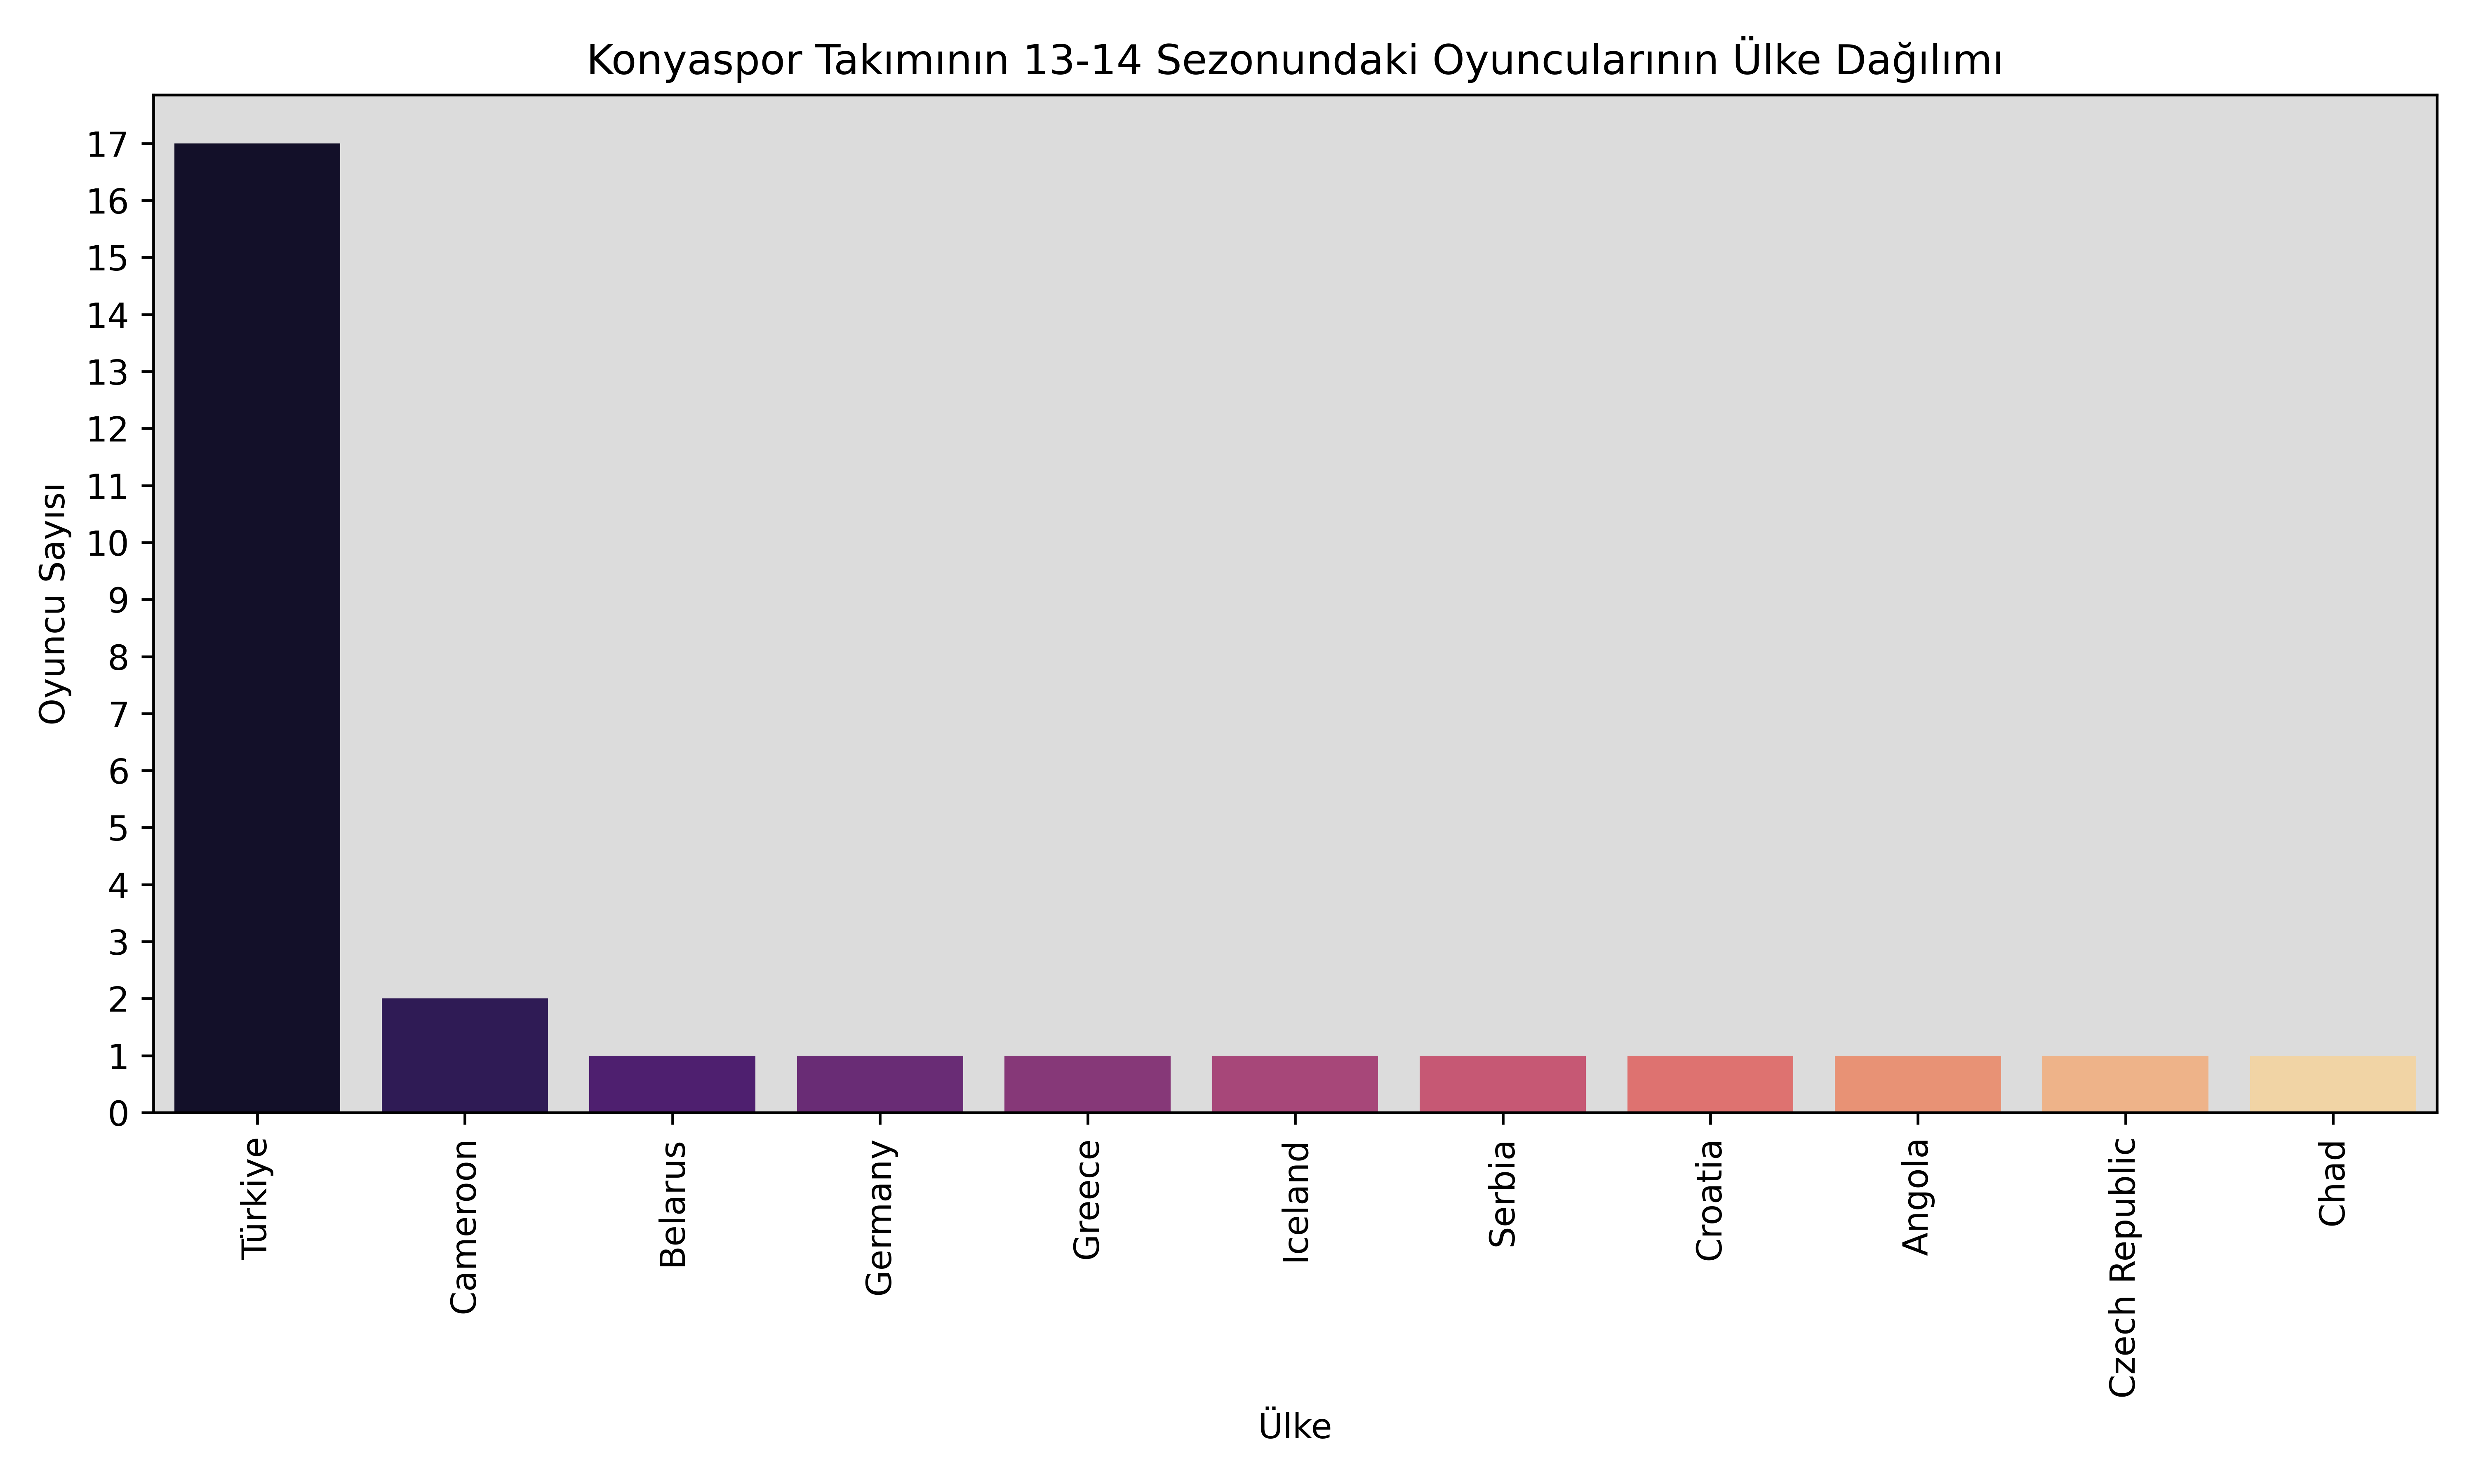 Konyaspor Takımının 13-14 Sezonundaki Oyuncularının Ülke Dağılımı
Oyuncu Sayısı
17
16
15
14
13
12
11
10
9
8
7
6
5
4
3
2
1
0
Türkiye
Cameroon
Belarus
Germany
Greece
Iceland
Serbia
Croatia
Angola
Czech Republic
Chad
Ülke